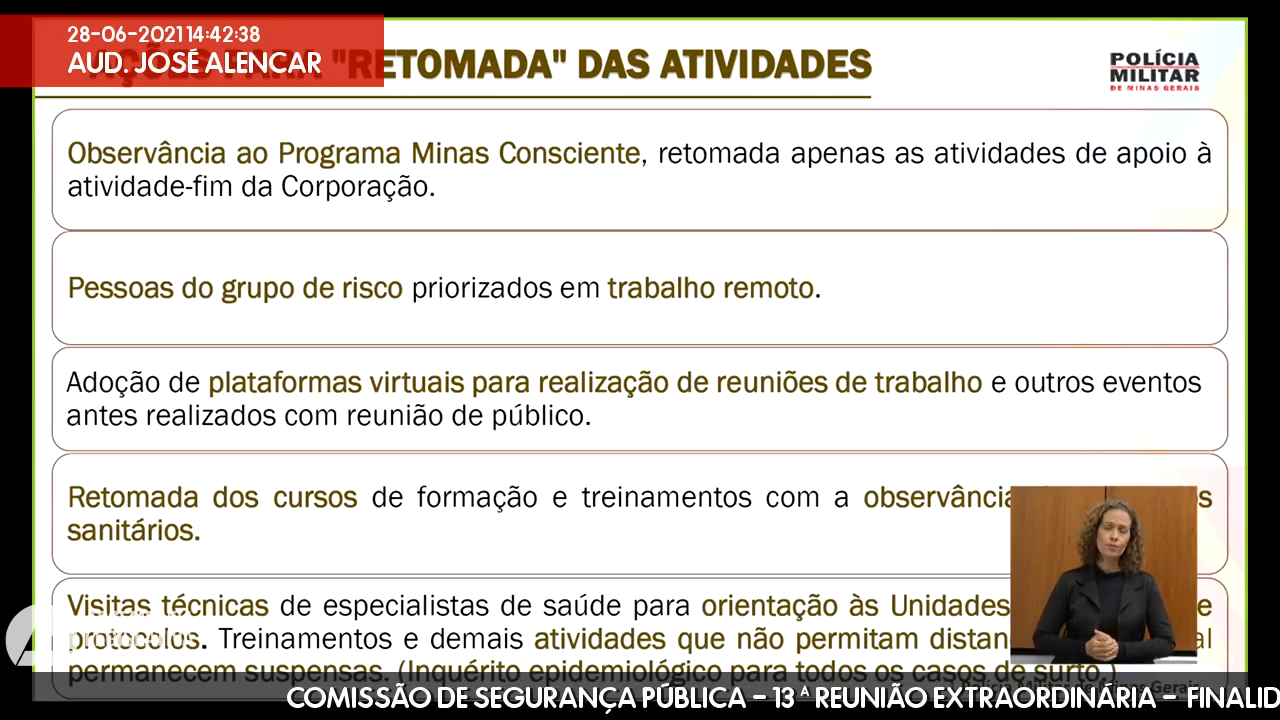 28-06-2021 14:42:38
AUD. JOSÉ ALENCAR
"RETOMADA" DAS ATIVIDADES
POLÍCIA
MILITAR
DE MINAS GERAIS
Observância ao Programa Minas Consciente, retomada apenas as atividades de apoio à
atividade-fim da Corporação.
Pessoas do grupo de risco priorizados em trabalho remoto.
Adoção de plataformas virtuais para realização de reuniões de trabalho e outros eventos
antes realizados com reunião de público.
Retomada dos cursos de formação e treinamentos com a observância
sanitários.
Visitas técnicas de especialistas de saúde para orientação às Unidades
protocolos. Treinamentos e demais atividades que não permitam
permanecem suspensas. (Inquérito epidemiológico para todos os casos de surto.)
COMISSÃO DE SEGURANÇA PÚBLICA - 13 ª REUNIÃO EXTRAORDINÁRIA - FINALID